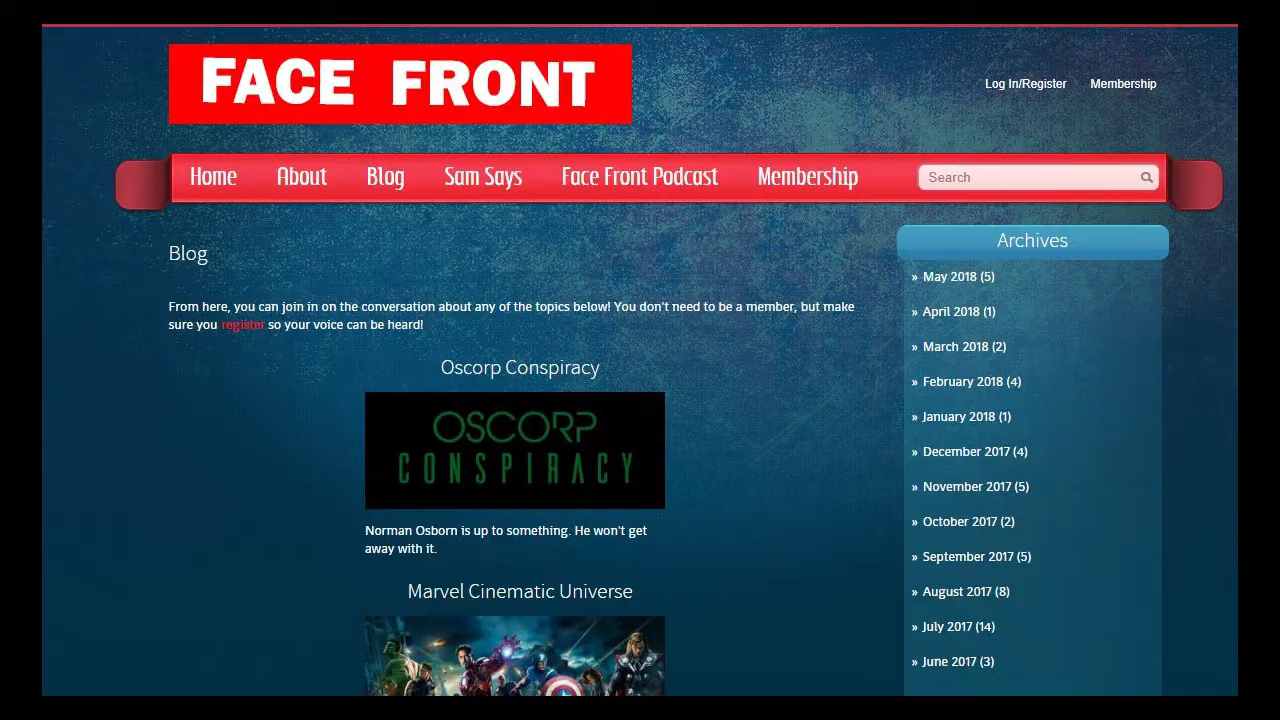 FACE FRONT
Log In/Register Membership
Home About Blog Sam Says Face Front Podcast Membership Search
Blog
From here, you can join in on the conversation about any of the topics below! You don't need to be a member, but make
sure you register so your voice can be heard!
Oscorp Conspiracy
OSCORP
CONSPIRACY
Norman Osborn is up to something. He won't get
away with it.
Marvel Cinematic Universe
Archives
» May 2018 (5)
» April 2018 (1)
» March 2018 (2)
» February 2018 (4)
» January 2018 (1)
» December 2017 (4)
» November 2017 (5)
» October 2017 (2)
» September 2017 (5)
» August 2017 (8)
» July 2017 (14)
» June 2017 (3)